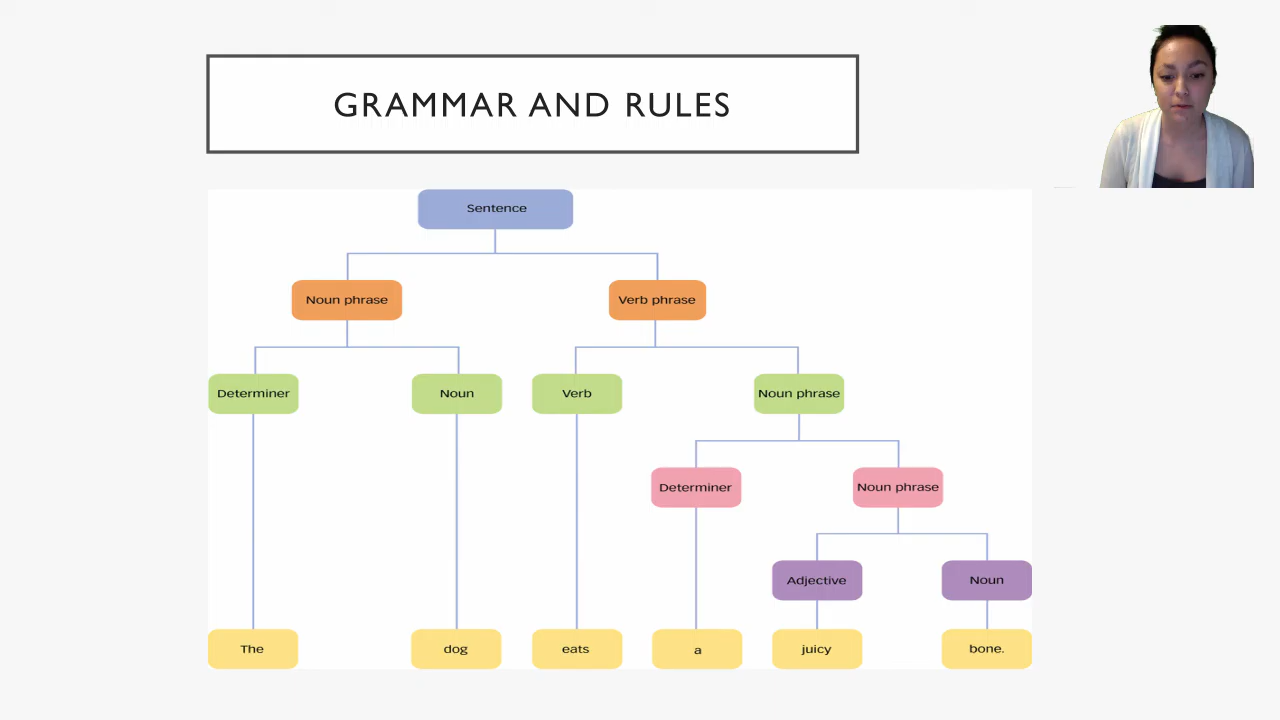 GRAMMAR AND RULES
Sentence
Noun phrase
Verb phrase
Determiner
Noun
Verb
Noun phrase
Determiner
Noun phrase
Adjective
Noun
The
dog
eats
a
juicy
bone.